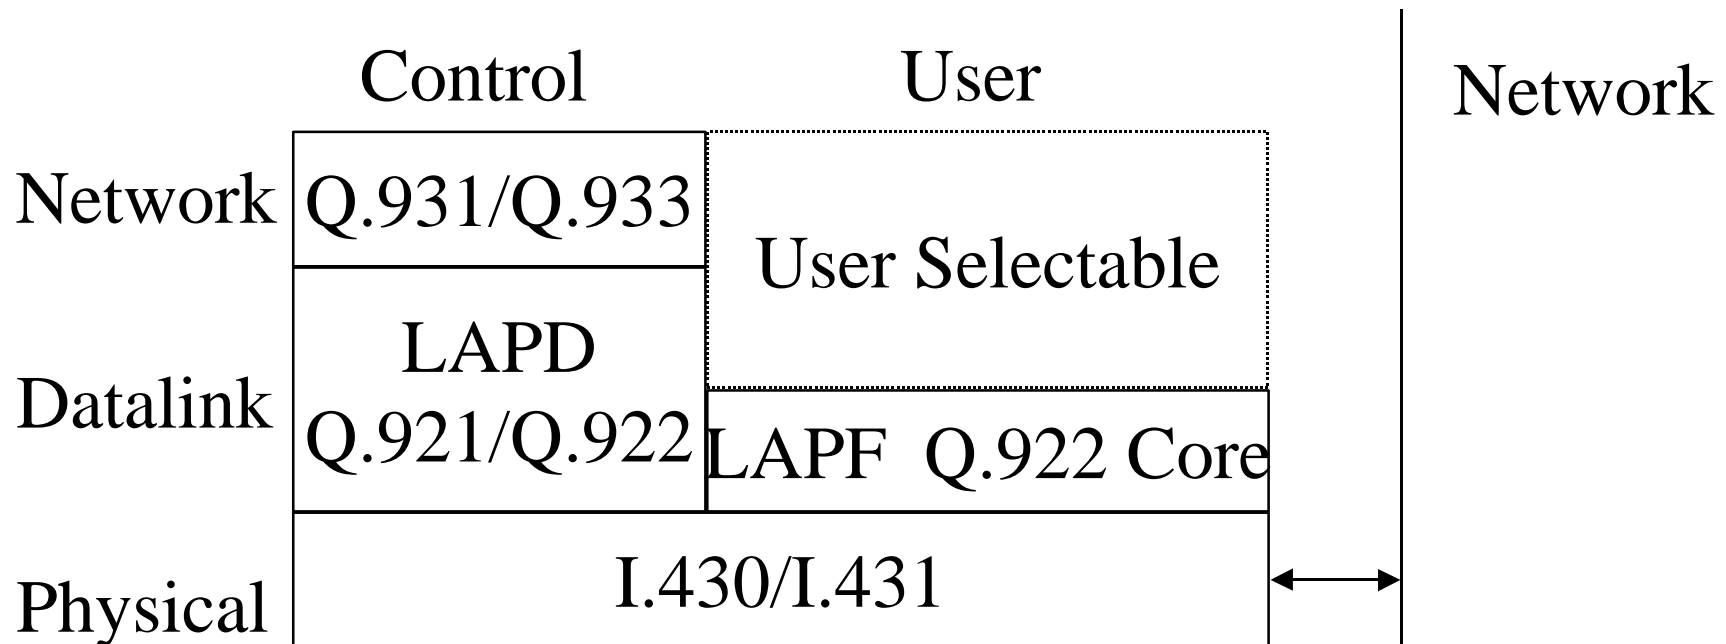 Control
User
Network
Network
Q.931/Q.933
User Selectable
LAPD
Datalink
Q.921/Q.922
LAPF Q.922 Core
I.430/I.431
Physical